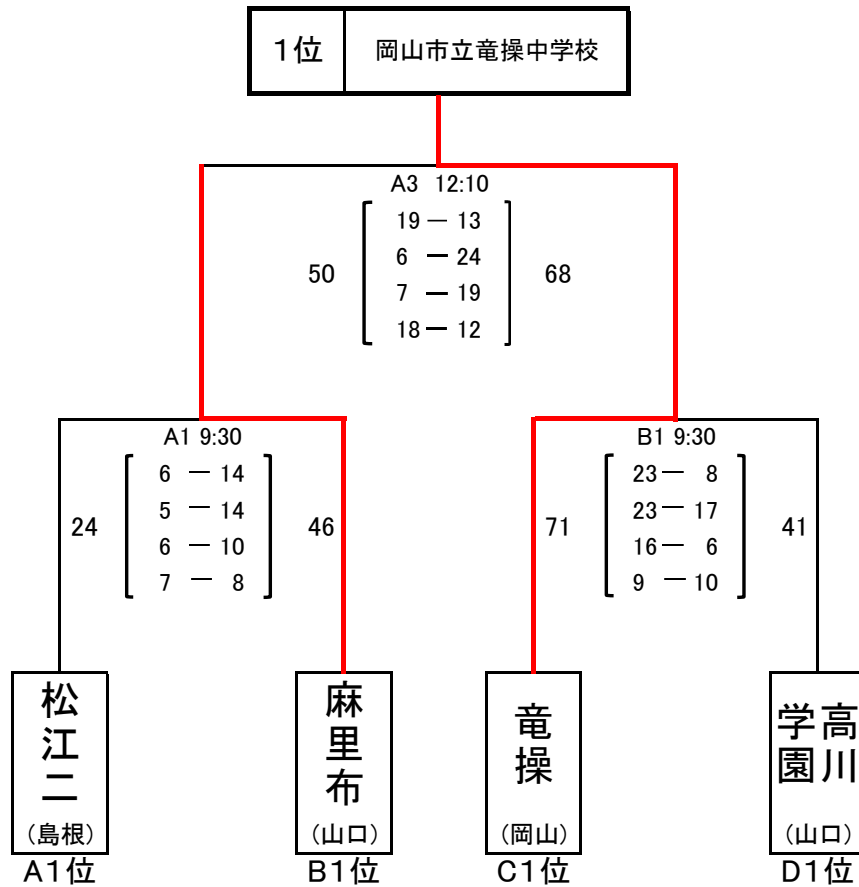 1位 岡山市立竜操中学校
A3 12:10
50 68
19 － 13
6 － 24
7 － 19
18 － 12
A1 9:30
24 46
6 － 14
5 － 14
6 － 10
7 － 8
B1 9:30
71 41
23 － 8
23 － 17
16 － 6
9 － 10
松江二
(島根)
A1位
麻里布
(山口)
B1位
竜操
(岡山)
C1位
高川
学園
(山口)
D1位